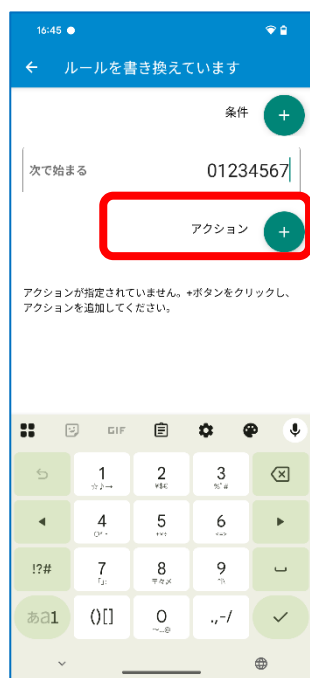 16:45
ルールを書き換えています
条件
次で始まる
01234567
アクション
アクションが指定されていません。+ボタンをクリックし、
アクションを追加してください。
GIF
1
2
3
4
5
6
!?#
7
8
9
あa1
()[]
0
.,-/